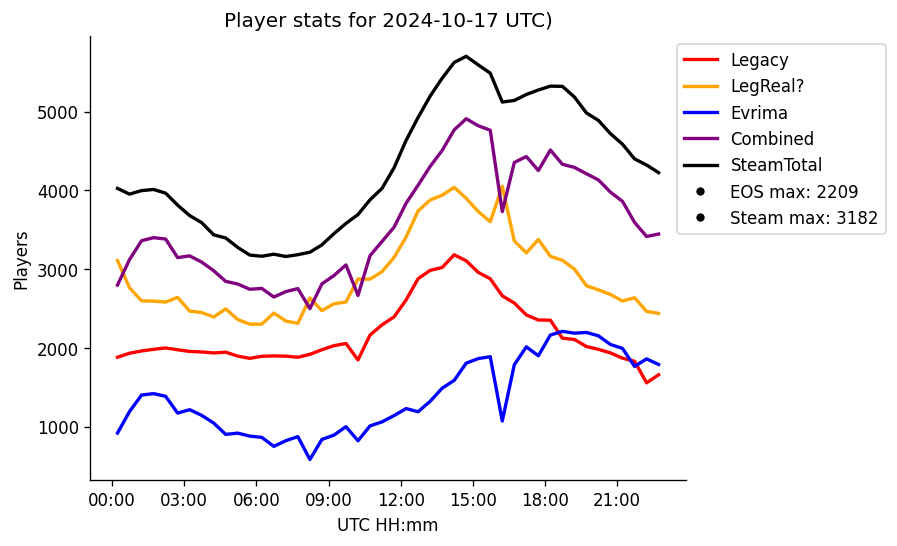 Player stats for 2024-10-17 UTC)
Legacy
LegReal?
Evrima
Combined
SteamTotal
EOS max: 2209
Steam max: 3182
Players
5000
4000
3000
2000
1000
00:00 03:00 06:00 09:00 12:00 15:00 18:00 21:00
UTC HH:mm